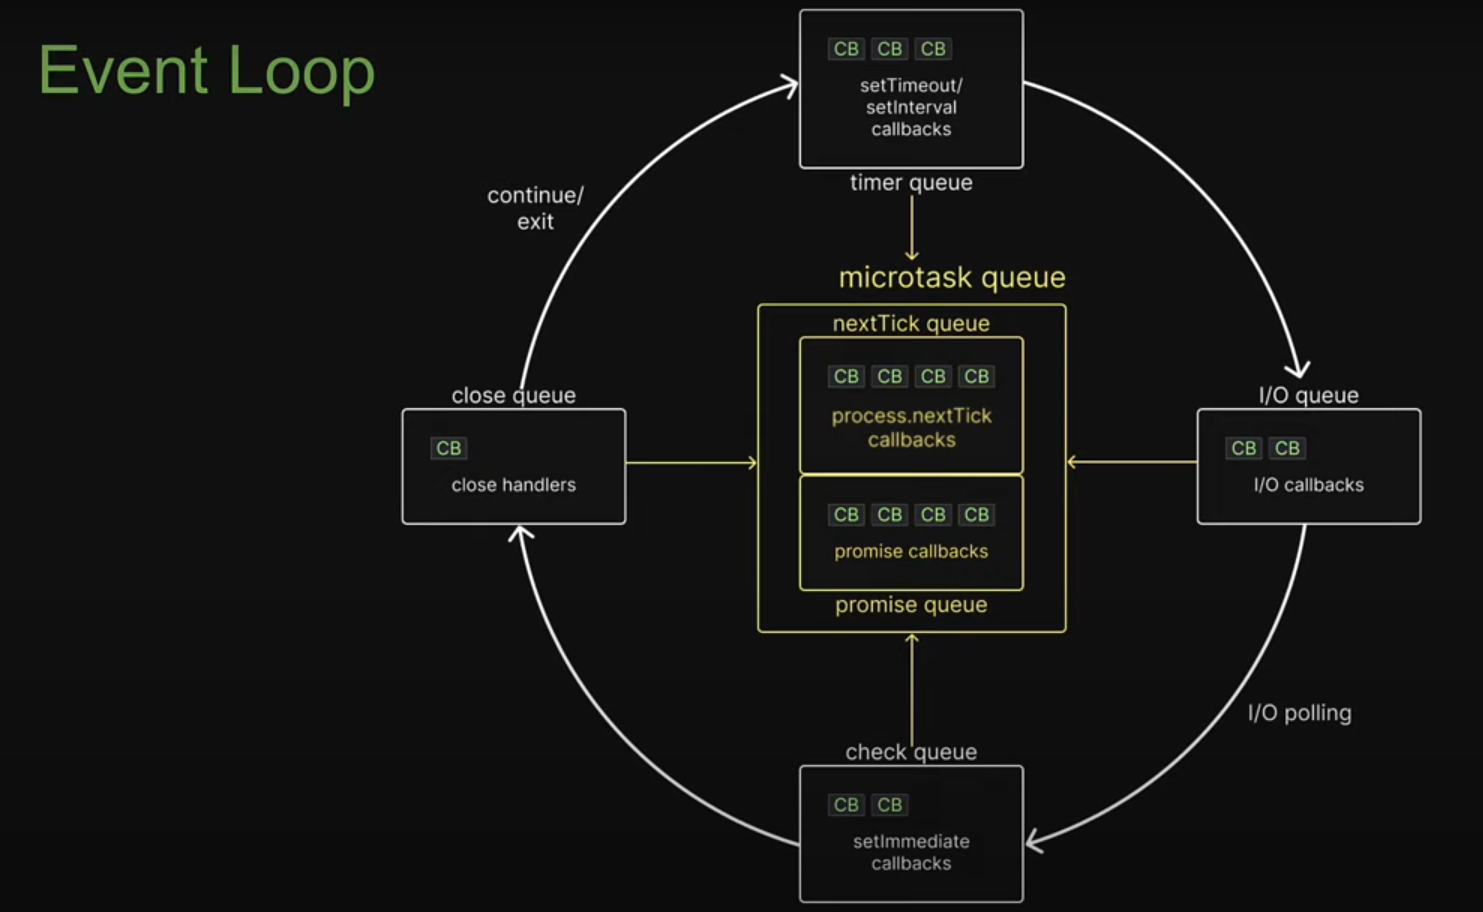 Event Loop
CB CB CB
setTimeout/
setInterval
callbacks
timer queue
continue/
exit
microtask queue
nextTick queue
CB CB CB CB
process.nextTick
callbacks
CB CB CB CB
promise callbacks
promise queue
close queue
CB
close handlers
I/O queue
CB CB
I/O callbacks
I/O polling
check queue
CB CB
setImmediate
callbacks